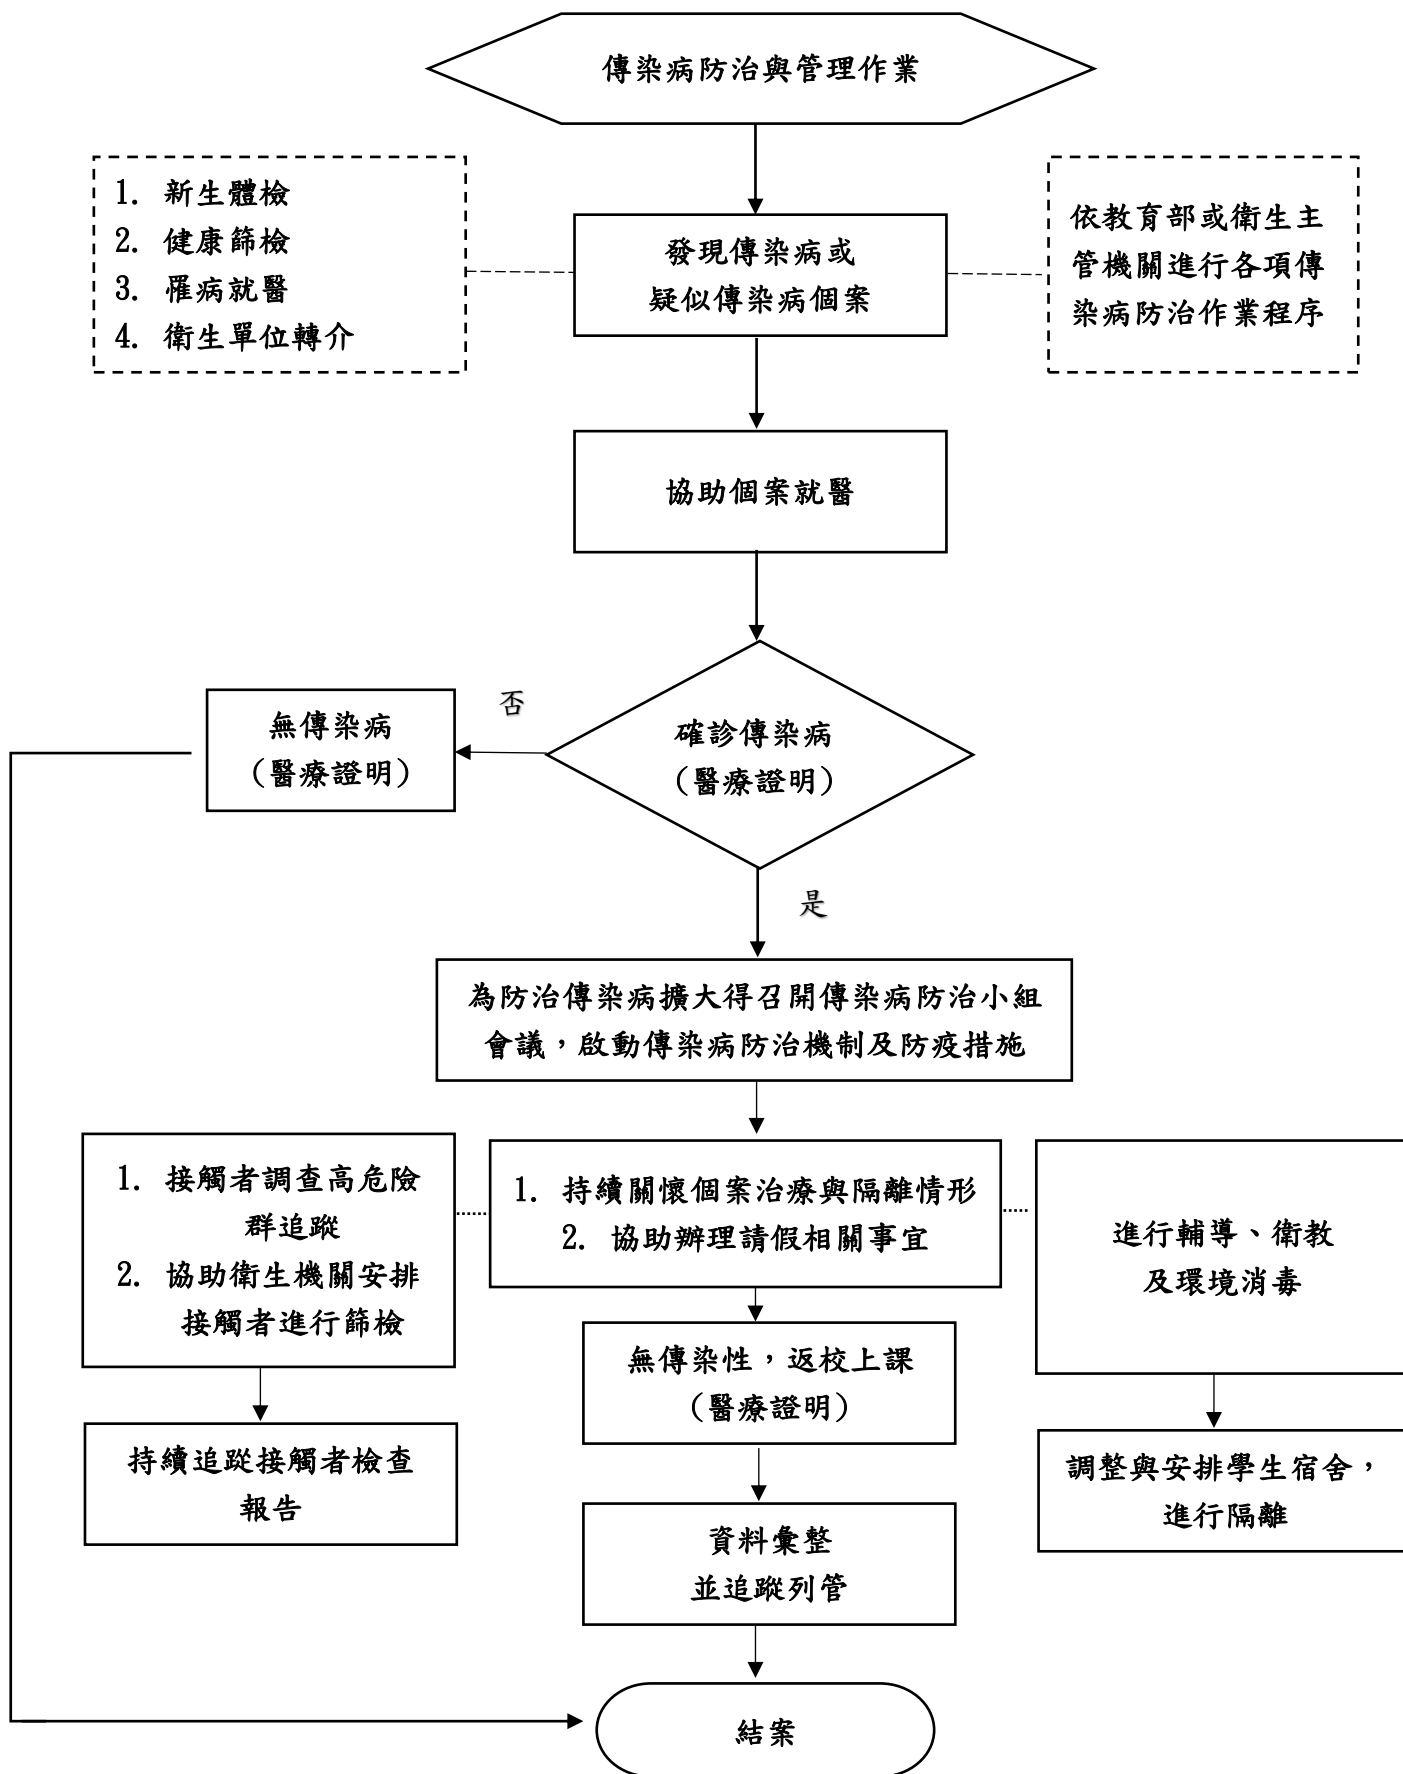 傳染病防治與管理作業
1. 新生體檢
2. 健康篩檢
3. 罹病就醫
4. 衛生單位轉介
發現傳染病或
疑似傳染病個案
依教育部或衛生主
管機關進行各項傳
染病防治作業程序
協助個案就醫
否
無傳染病
(醫療證明)
確診傳染病
(醫療證明)
是
為防治傳染病擴大得召開傳染病防治小組
會議，啟動傳染病防治機制及防疫措施
1. 接觸者調查高危險
群追蹤
2. 協助衛生機關安排
接觸者進行篩檢
1. 持續關懷個案治療與隔離情形
2. 協助辦理請假相關事宜
進行輔導、衛教
及環境消毒
無傳染性，返校上課
(醫療證明)
持續追蹤接觸者檢查
報告
調整與安排學生宿舍，
進行隔離
資料彙整
並追蹤列管
結案